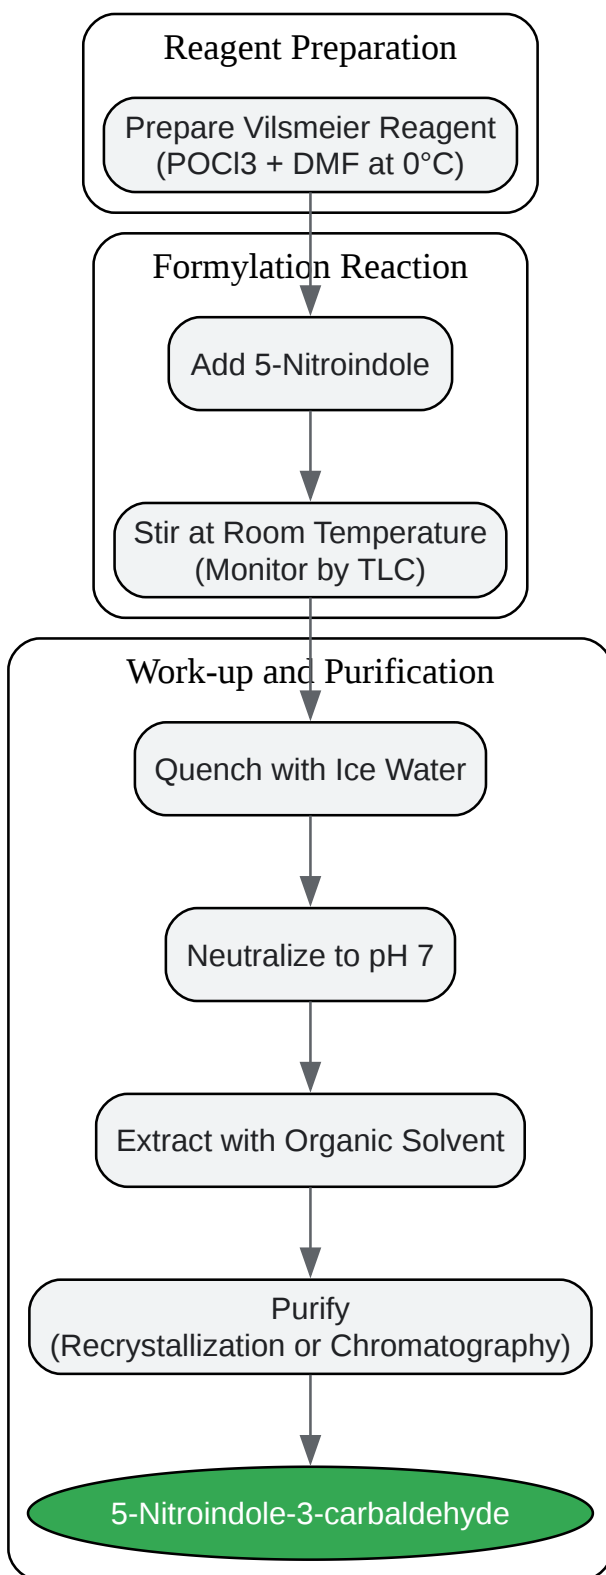 Reagent Preparation
Prepare Vilsmeier Reagent
(POCl3 + DMF at 0°C)
Formylation Reaction
Add 5-Nitroindole
Stir at Room Temperature
(Monitor by TLC)
Work-up and Purification
Quench with Ice Water
Neutralize to pH 7
Extract with Organic Solvent
Purify
(Recrystallization or Chromatography)
5-Nitroindole-3-carbaldehyde